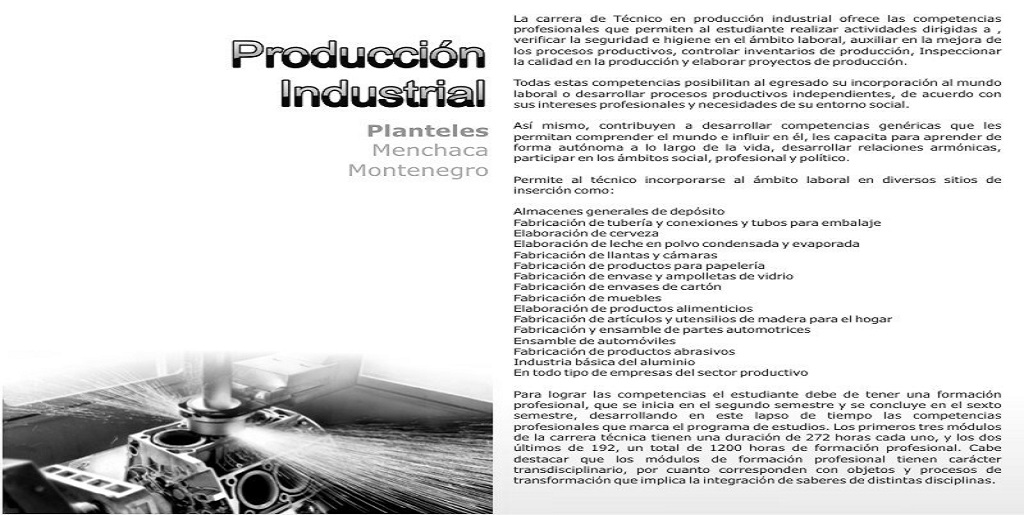 Producción
Industrial
Planteles
Menchaca
Montenegro
La carrera de Técnico en producción industrial ofrece las competencias
profesionales que permiten al estudiante realizar actividades dirigidas a ,
verificar la seguridad e higiene en el ámbito laboral, auxiliar en la mejora de
los procesos productivos, controlar inventarios de producción, Inspeccionar
la calidad en la producción y elaborar proyectos de producción.
Todas estas competencias posibilitan al egresado su incorporación al mundo
laboral o desarrollar procesos productivos independientes, de acuerdo con
sus intereses profesionales y necesidades de su entorno social.
Así mismo, contribuyen a desarrollar competencias genéricas que les
permitan comprender el mundo e influir en él, les capacita para aprender de
forma autónoma a lo largo de la vida, desarrollar relaciones armónicas,
participar en los ámbitos social, profesional y político.
Permite al técnico incorporarse al ámbito laboral en diversos sitios de
inserción como:
Almacenes generales de depósito
Fabricación de tubería y conexiones y tubos para embalaje
Elaboración de cerveza
Elaboración de leche en polvo condensada y evaporada
Fabricación de llantas y cámaras
Fabricación de productos para papelería
Fabricación de envase y ampolletas de vidrio
Fabricación de envases de cartón
Fabricación de muebles
Elaboración de productos alimenticios
Fabricación de artículos y utensilios de madera para el hogar
Fabricación y ensamble de partes automotrices
Ensamble de automóviles
Fabricación de productos abrasivos
Industria básica del aluminio
En todo tipo de empresas del sector productivo
Para lograr las competencias el estudiante debe de tener una formación
profesional, que se inicia en el segundo semestre y se concluye en el sexto
semestre, desarrollando en este lapso de tiempo las competencias
profesionales que marca el programa de estudios. Los primeros tres módulos
de la carrera técnica tienen una duración de 272 horas cada uno, y los dos
últimos de 192, un total de 1200 horas de formación profesional. Cabe
destacar que los módulos de formación profesional tienen carácter
transdisciplinario, por cuanto corresponden con objetos y procesos de
transformación que implica la integración de saberes de distintas disciplinas.